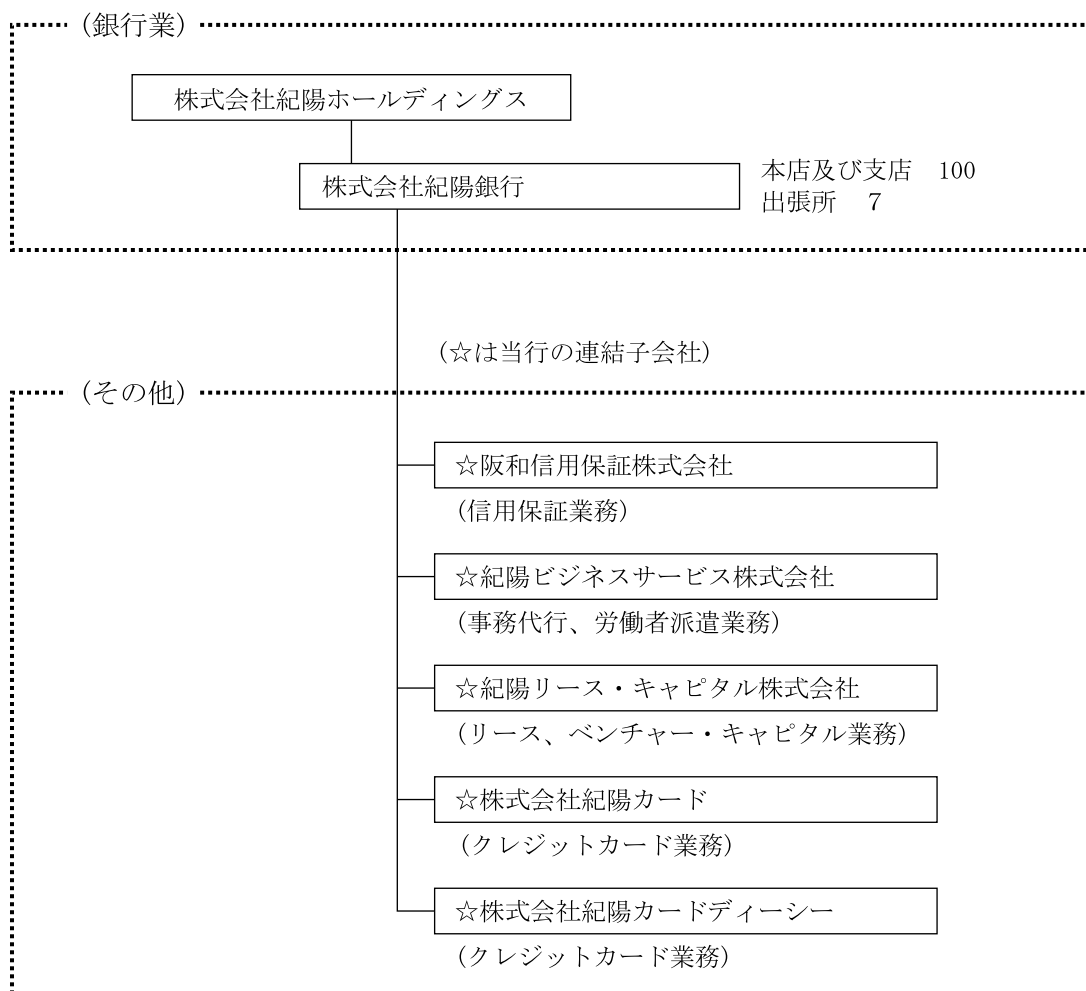 (銀行業)
株式会社紀陽ホールディングス
株式会社紀陽銀行
本店及び支店　100
出張所　7
(☆は当行の連結子会社)
(その他)
☆阪和信用保証株式会社
(信用保証業務)
☆紀陽ビジネスサービス株式会社
(事務代行、労働者派遣業務)
☆紀陽リース・キャピタル株式会社
(リース、ベンチャー・キャピタル業務)
☆株式会社紀陽カード
(クレジットカード業務)
☆株式会社紀陽カードディーシー
(クレジットカード業務)